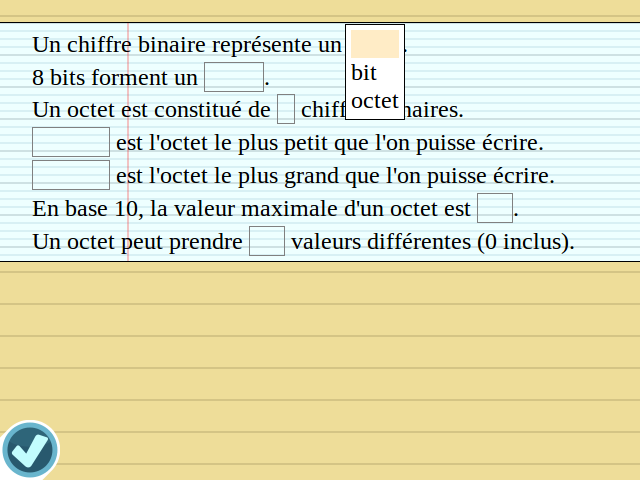 Un chiffre binaire représente un .
bit
octet
8 bits forment un .
Un octet est constitué de chiff naires.
est l'octet le plus petit que l'on puisse écrire.
est l'octet le plus grand que l'on puisse écrire.
En base 10, la valeur maximale d'un octet est .
Un octet peut prendre valeurs différentes (0 inclus).